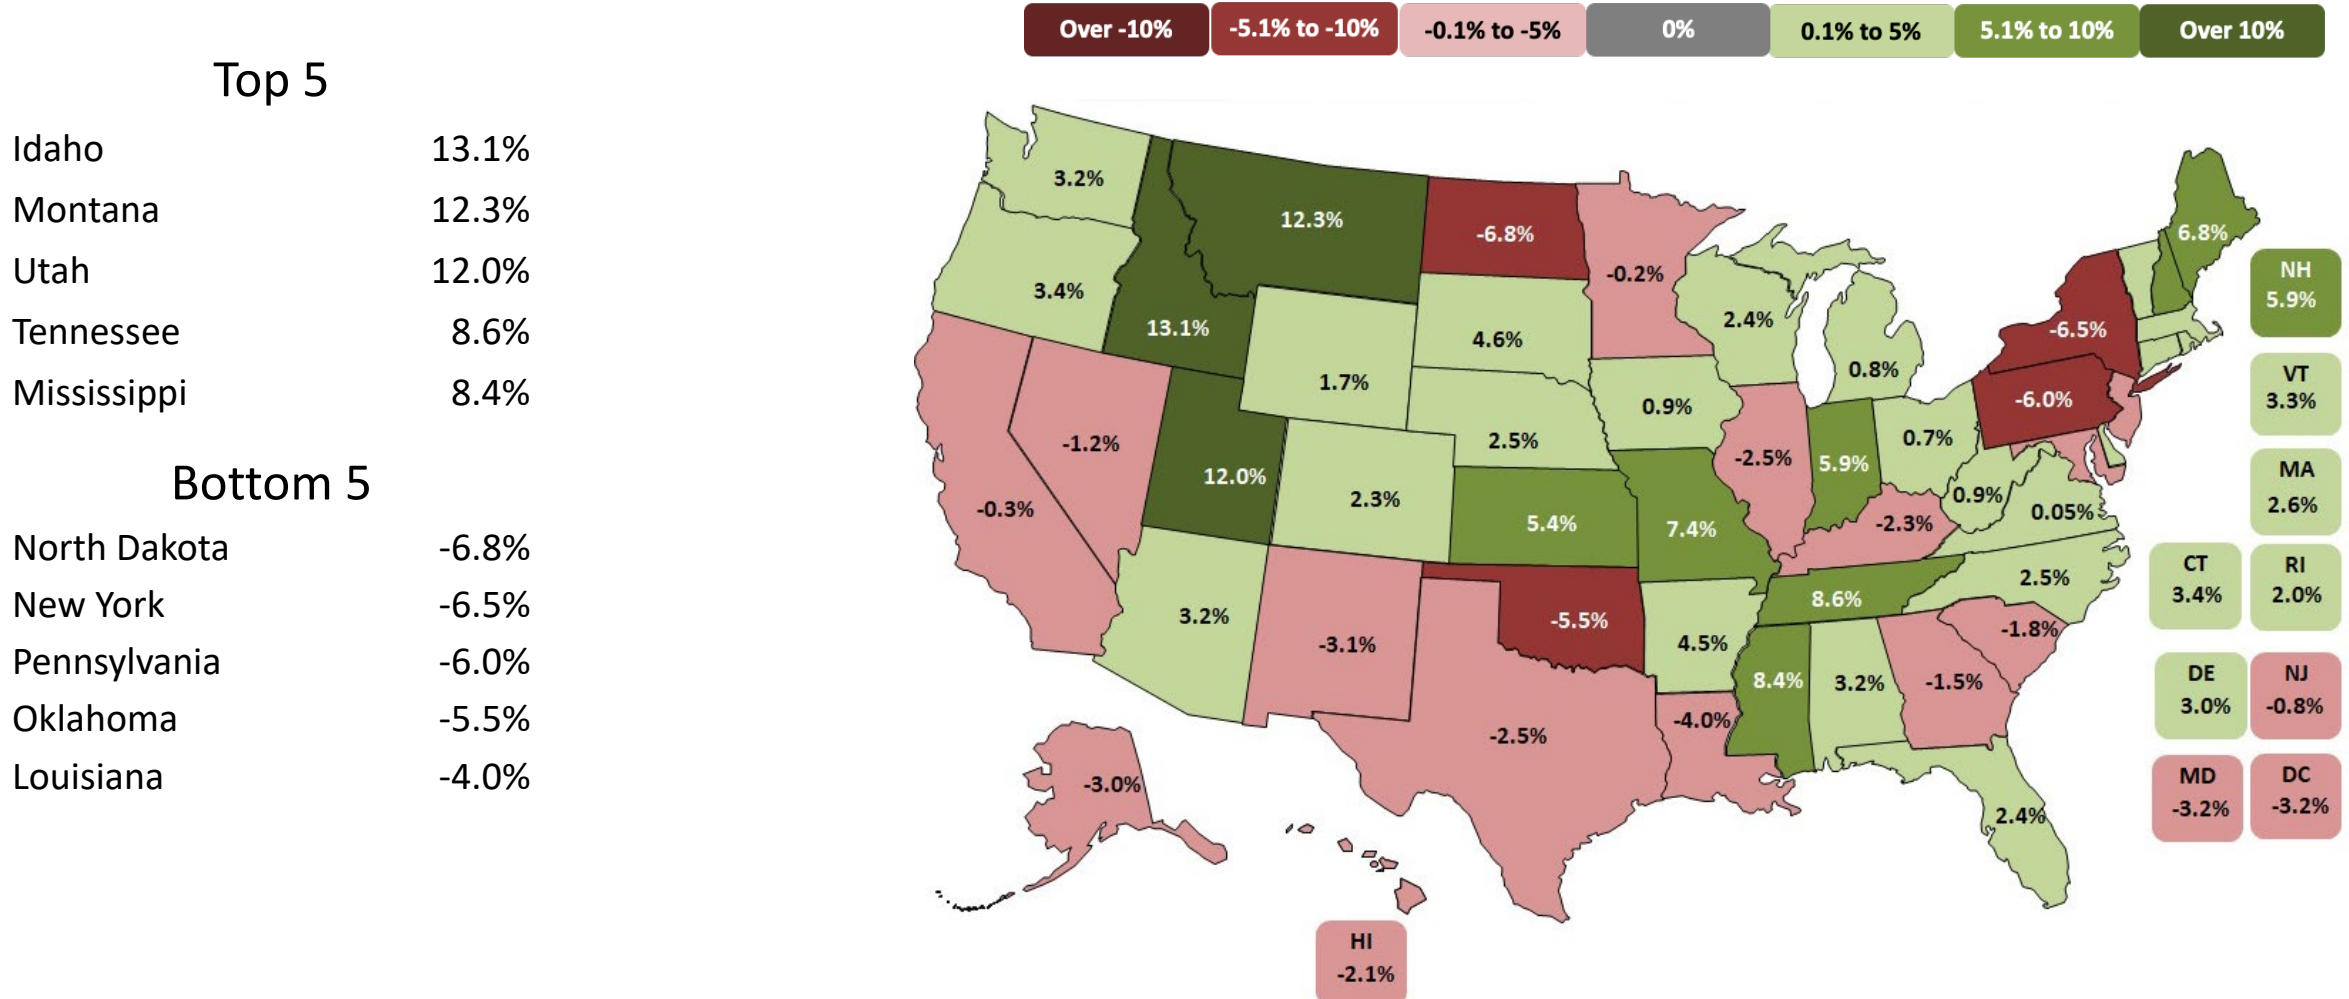 Over -10% -5.1% to -10% -0.1% to -5% 0% 0.1% to 5% 5.1% to 10% Over 10%
Top 5
Idaho 13.1%
Montana 12.3%
Utah 12.0%
Tennessee 8.6%
Mississippi 8.4%
Bottom 5
North Dakota -6.8%
New York -6.5%
Pennsylvania -6.0%
Oklahoma -5.5%
Louisiana -4.0%
3.2%
12.3%
-6.8%
-0.2%
6.8%
3.4%
13.1%
4.6%
2.4%
-6.5%
1.7%
0.8%
0.9%
-6.0%
-1.2%
2.5%
-2.5%
5.9%
0.7%
12.0%
2.3%
-0.3%
5.4%
7.4%
-2.3%
0.9%
0.05%
3.2%
-3.1%
-5.5%
4.5%
8.6%
2.5%
-1.8%
8.4%
3.2%
-1.5%
-4.0%
-2.5%
2.4%
-3.0%
NH
5.9%
VT
3.3%
MA
2.6%
CT
3.4%
RI
2.0%
DE
3.0%
NJ
-0.8%
MD
-3.2%
DC
-3.2%
HI
-2.1%